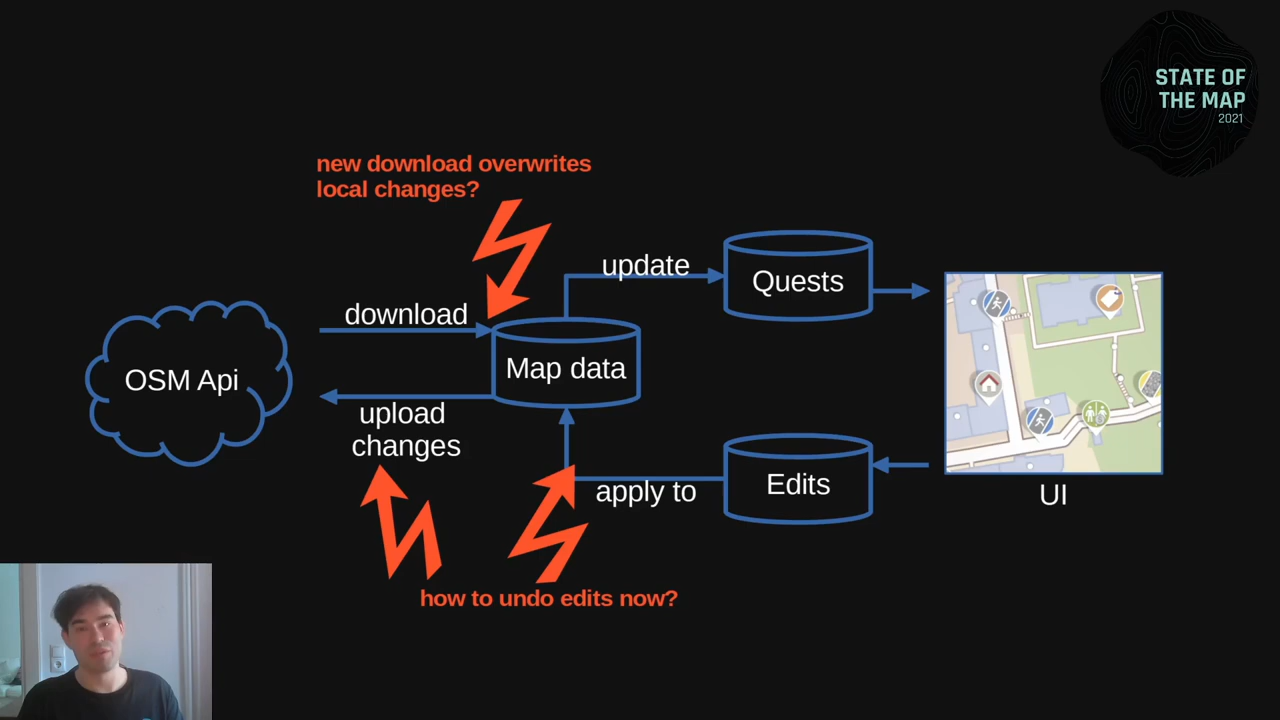 STATE OF
THE MAP
2021
new download overwrites
local changes?
update
Quests
download
OSM Api
Map data
upload
changes
apply to
Edits
UI
how to undo edits now?